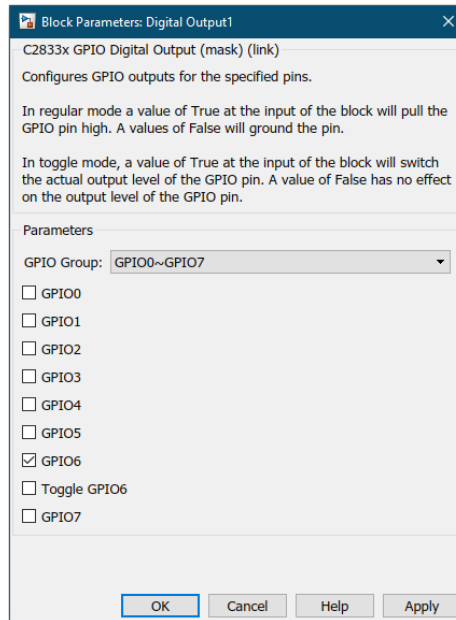 Block Parameters: Digital Output1
C2833x GPIO Digital Output (mask) (link)
Configures GPIO outputs for the specified pins.
In regular mode a value of True at the input of the block will pull the
GPIO pin high. A values of False will ground the pin.
In toggle mode, a value of True at the input of the block will switch
the actual output level of the GPIO pin. A value of False has no effect
on the output level of the GPIO pin.
Parameters
GPIO Group: GPIO0~GPIO7
GPIO0
GPIO1
GPIO2
GPIO3
GPIO4
GPIO5
GPIO6
Toggle GPIO6
GPIO7
OK Cancel Help Apply